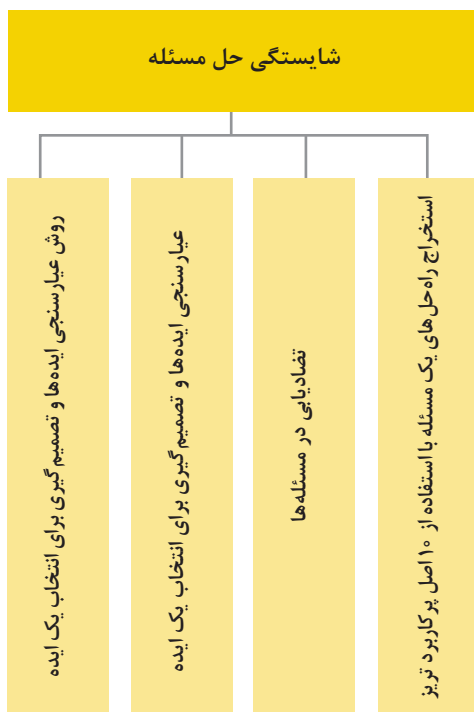 شایستگی حل مسئله
استخراج راه‌حل‌های یک مسئله با استفاده از ۱۰ اصل پرکاربرد تریز
تضادیابی در مسئله‌ها
عیارسنجی ایده‌ها و تصمیم‌گیری برای انتخاب یک ایده
روش عیارسنجی ایده‌ها و تصمیم‌گیری برای انتخاب یک ایده